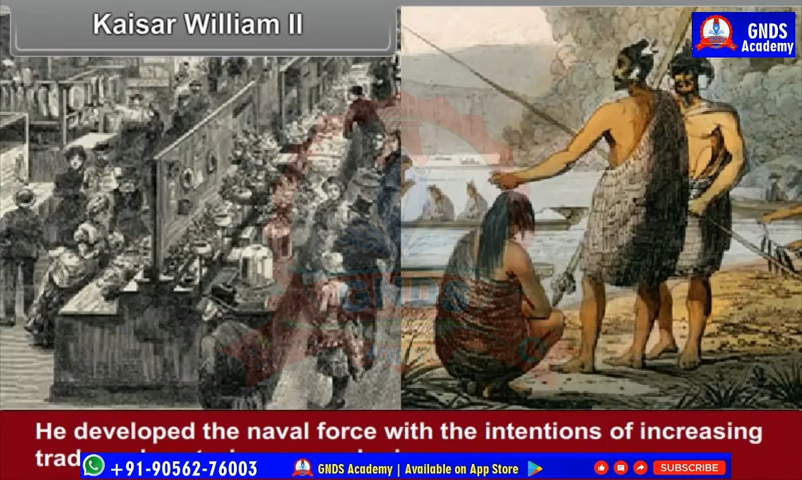 Kaisar William II
GNDS
Academy
GNDS
He developed the naval force with the intentions of increasing
+91-90562-76003
GNDS Academy | Available on App Store
SUBSCRIBE